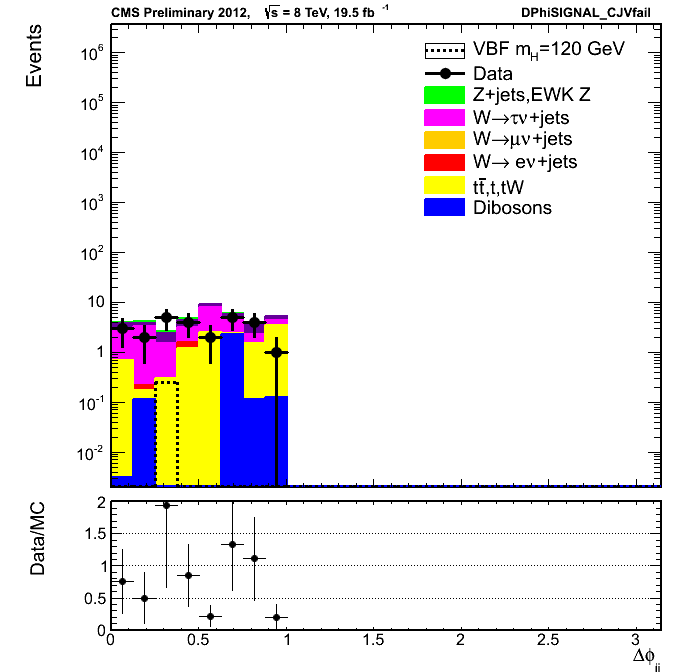 CMS Preliminary 2012, √s = 8 TeV, 19.5 fb⁻¹ DPhiSIGNAL_CJVfail
Events
10⁶
10⁵
10⁴
10³
10²
10
1
10⁻¹
10⁻²
VBF m_H=120 GeV
Data
Z+jets,EWK Z
W→τν+jets
W→μν+jets
W→ eν+jets
tt̄,t,tW
Dibosons
Data/MC
2
1.5
1
0.5
0
0 0.5 1 1.5 2 2.5 3
Δϕ_jj